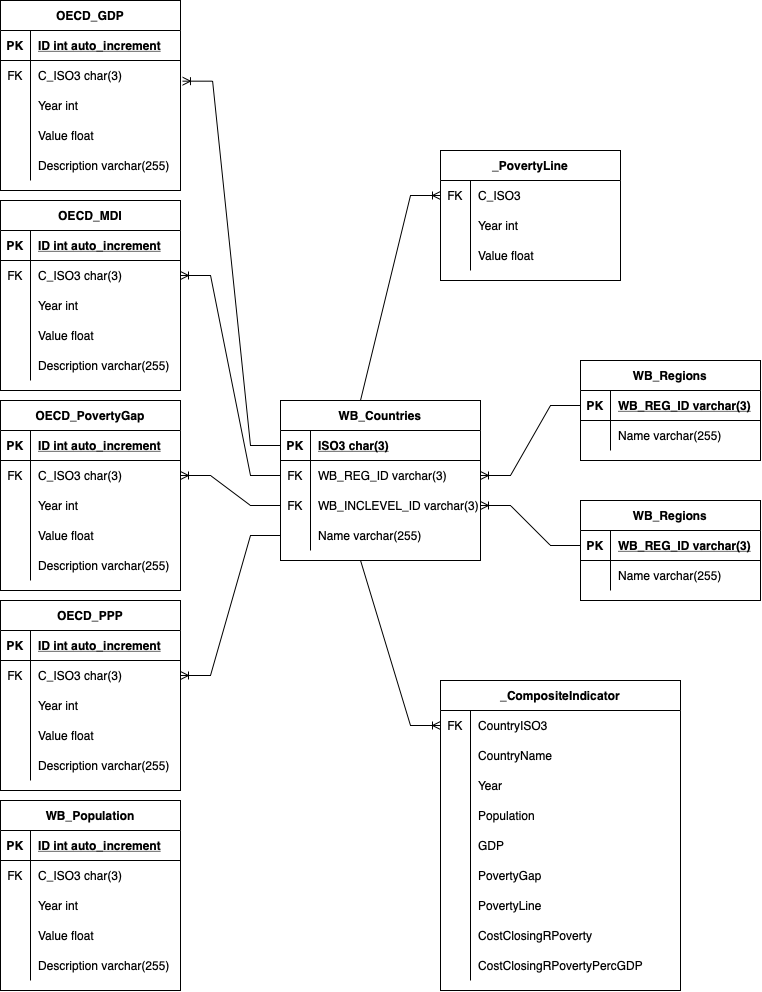 OECD_GDP
PK ID int auto_increment
FK C_ISO3 char(3)
Year int
Value float
Description varchar(255)
OECD_MDI
PK ID int auto_increment
FK C_ISO3 char(3)
Year int
Value float
Description varchar(255)
OECD_PovertyGap
PK ID int auto_increment
FK C_ISO3 char(3)
Year int
Value float
Description varchar(255)
OECD_PPP
PK ID int auto_increment
FK C_ISO3 char(3)
Year int
Value float
Description varchar(255)
WB_Population
PK ID int auto_increment
FK C_ISO3 char(3)
Year int
Value float
Description varchar(255)
WB_Countries
PK ISO3 char(3)
FK WB_REG_ID varchar(3)
FK WB_INCLEVEL_ID varchar(3)
Name varchar(255)
_PovertyLine
FK C_ISO3
Year int
Value float
WB_Regions
PK WB_REG_ID varchar(3)
Name varchar(255)
WB_Regions
PK WB_REG_ID varchar(3)
Name varchar(255)
_CompositeIndicator
FK CountryISO3
CountryName
Year
Population
GDP
PovertyGap
PovertyLine
CostClosingRPoverty
CostClosingRPovertyPercGDP